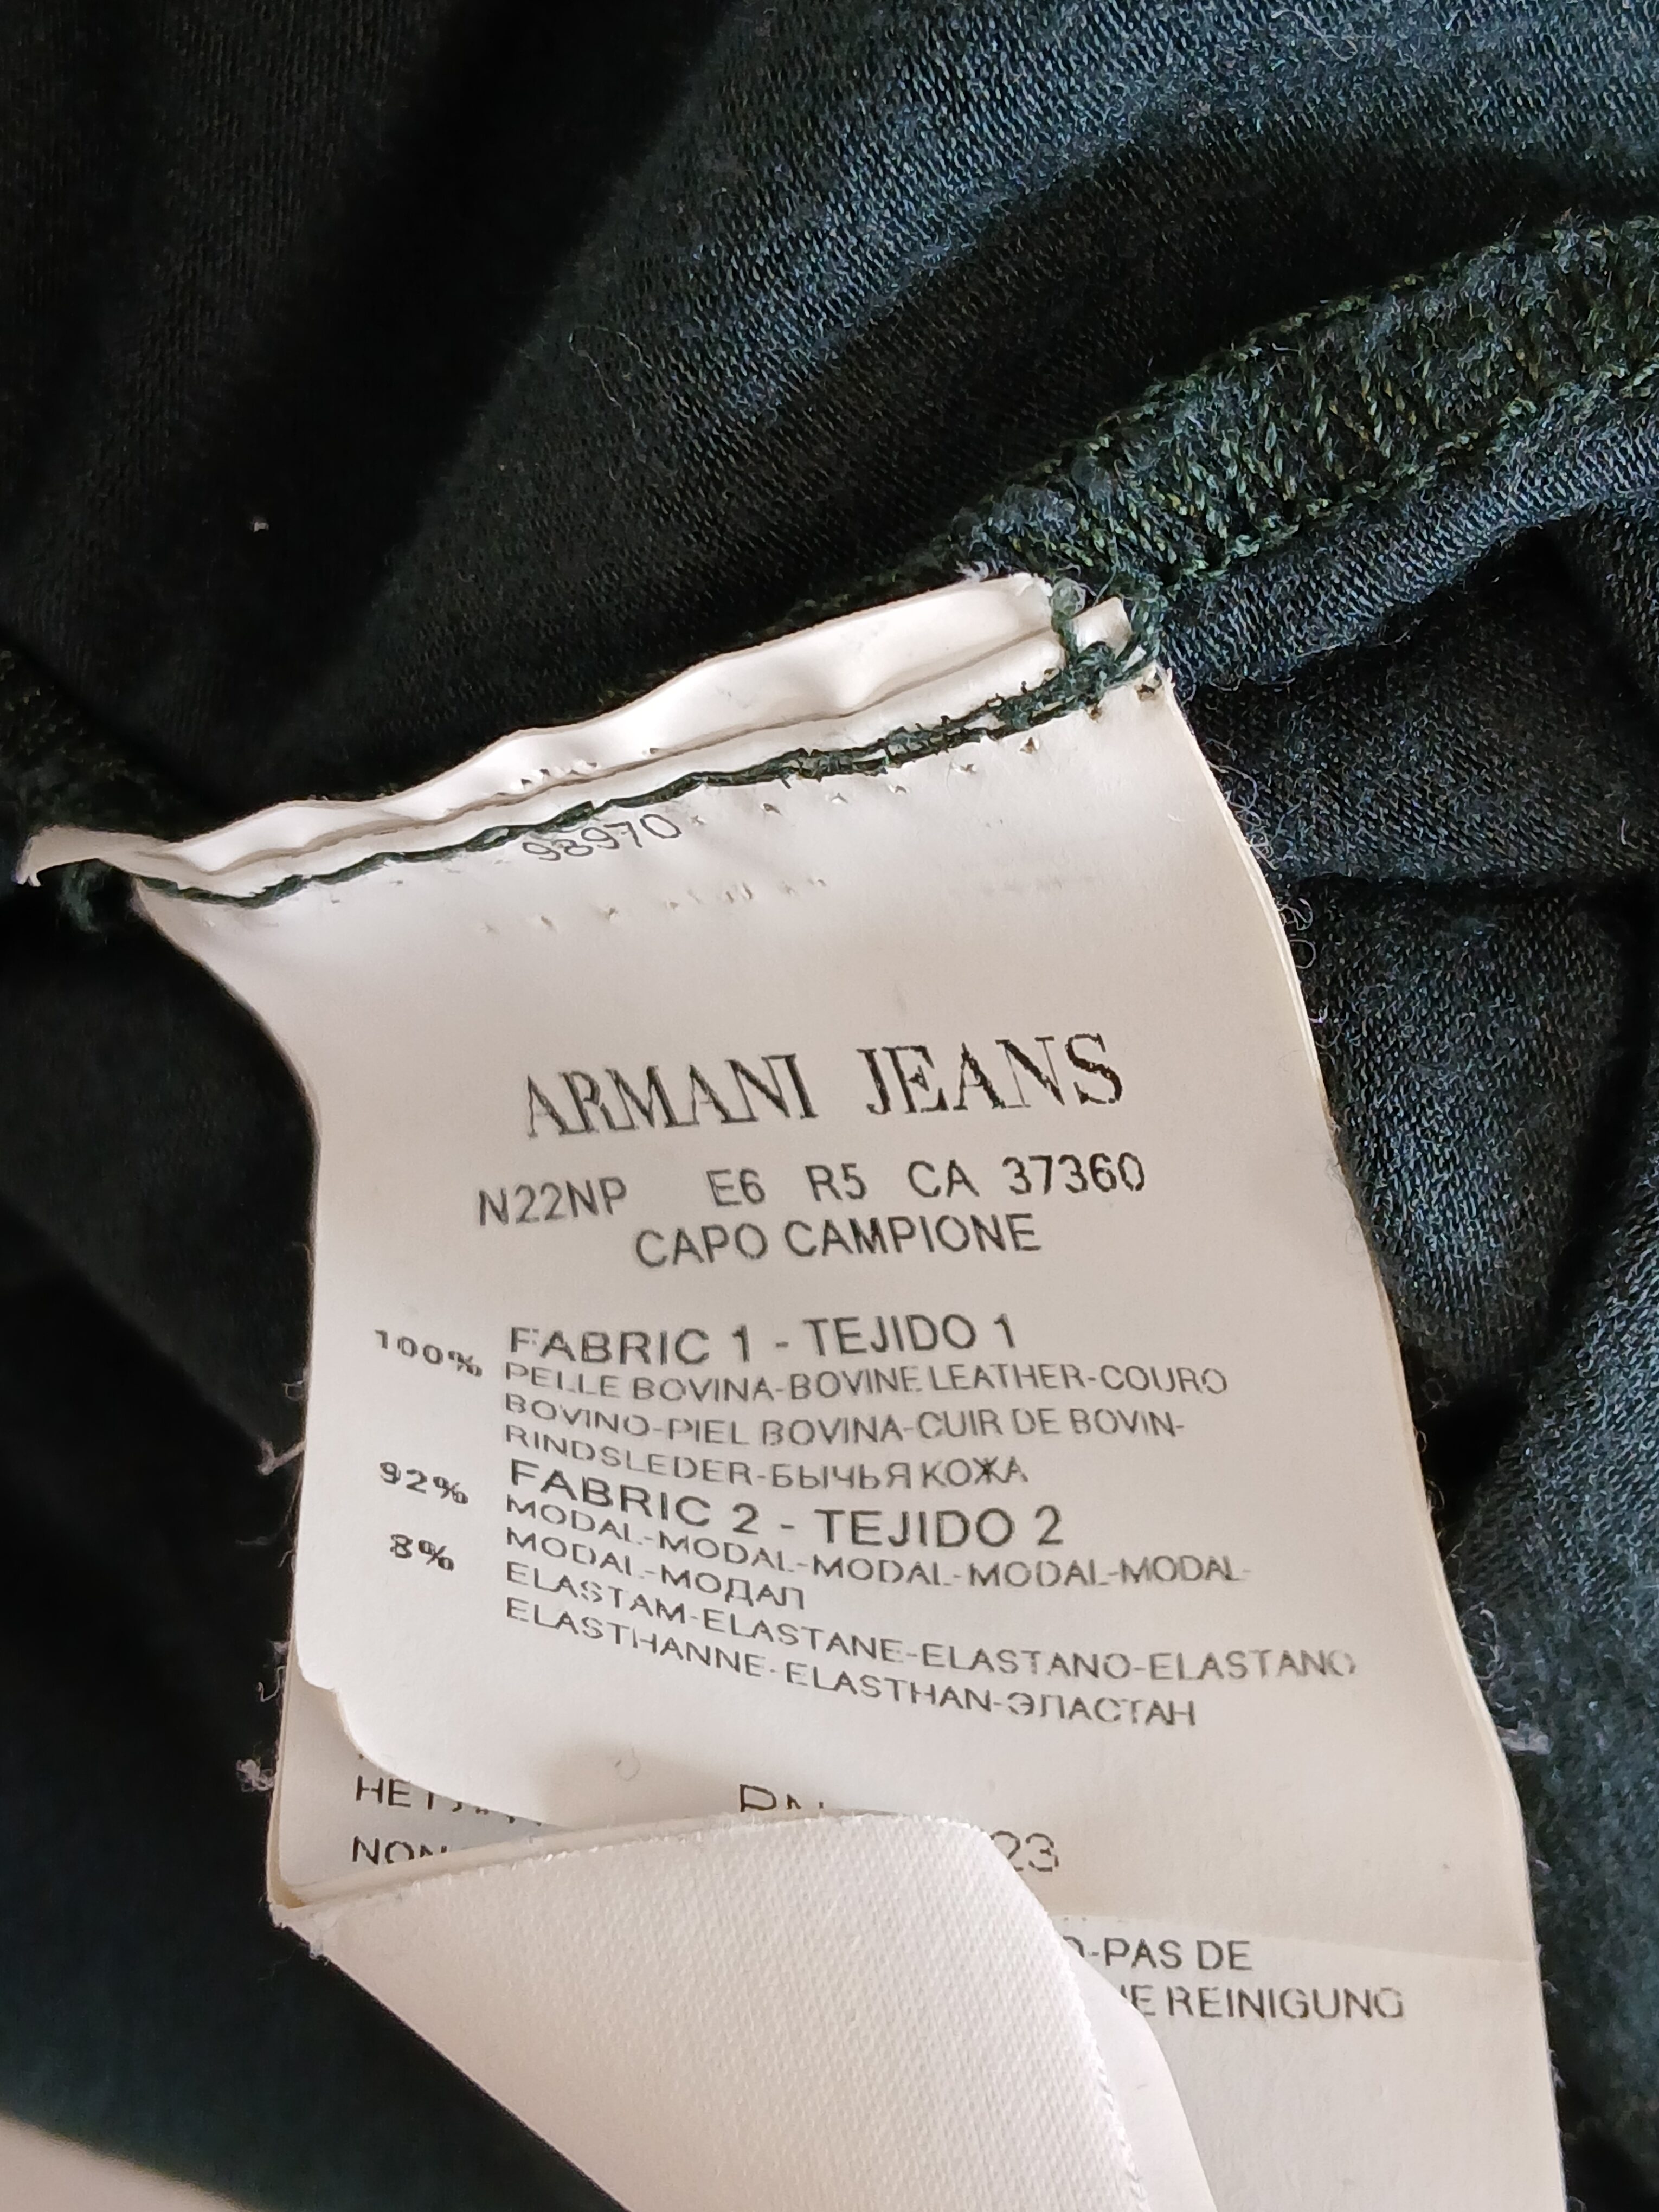 98970
ARMANI JEANS
N22NP E6 R5 CA 37360
CAPO CAMPIONE
FABRIC 1 - TEJIDO 1
100% PELLE BOVINA-BOVINE LEATHER-COURO
BOVINO-PIEL BOVINA-CUIR DE BOVIN-
RINDSLEDER-БЫЧЬЯ КОЖА
FABRIC 2 - TEJIDO 2
92% MODAL-MODAL-MODAL-MODAL-MODAL-
MODAL-МОДАЛ
8% ELASTAM-ELASTANE-ELASTANO-ELASTANO
ELASTHANNE-ELASTHAN-ЭЛАСТАН
НЕ
NON
23
-PAS DE
REINIGUNG